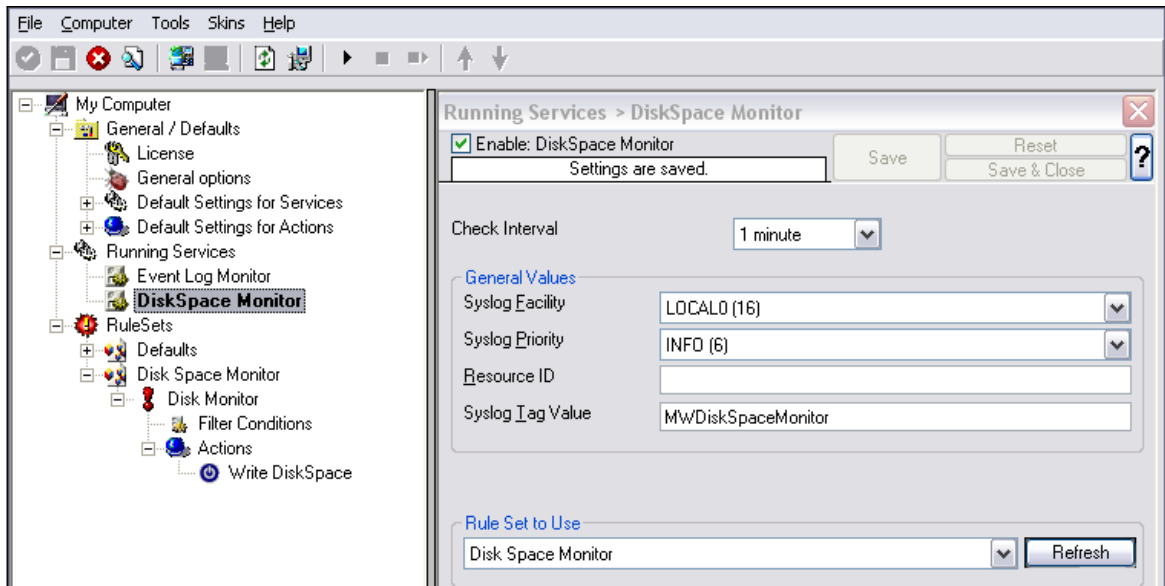 File Computer Tools Skins Help
My Computer
General / Defaults
License
General options
Default Settings for Services
Default Settings for Actions
Running Services
Event Log Monitor
DiskSpace Monitor
RuleSets
Defaults
Disk Space Monitor
Disk Monitor
Filter Conditions
Actions
Write DiskSpace
Running Services > DiskSpace Monitor
Enable: DiskSpace Monitor
Settings are saved.
Save
Reset
Save & Close
?
Check Interval
1 minute
General Values
Syslog Facility
LOCAL0 (16)
Syslog Priority
INFO (6)
Resource ID
Syslog Tag Value
MWDiskSpaceMonitor
Rule Set to Use
Disk Space Monitor
Refresh